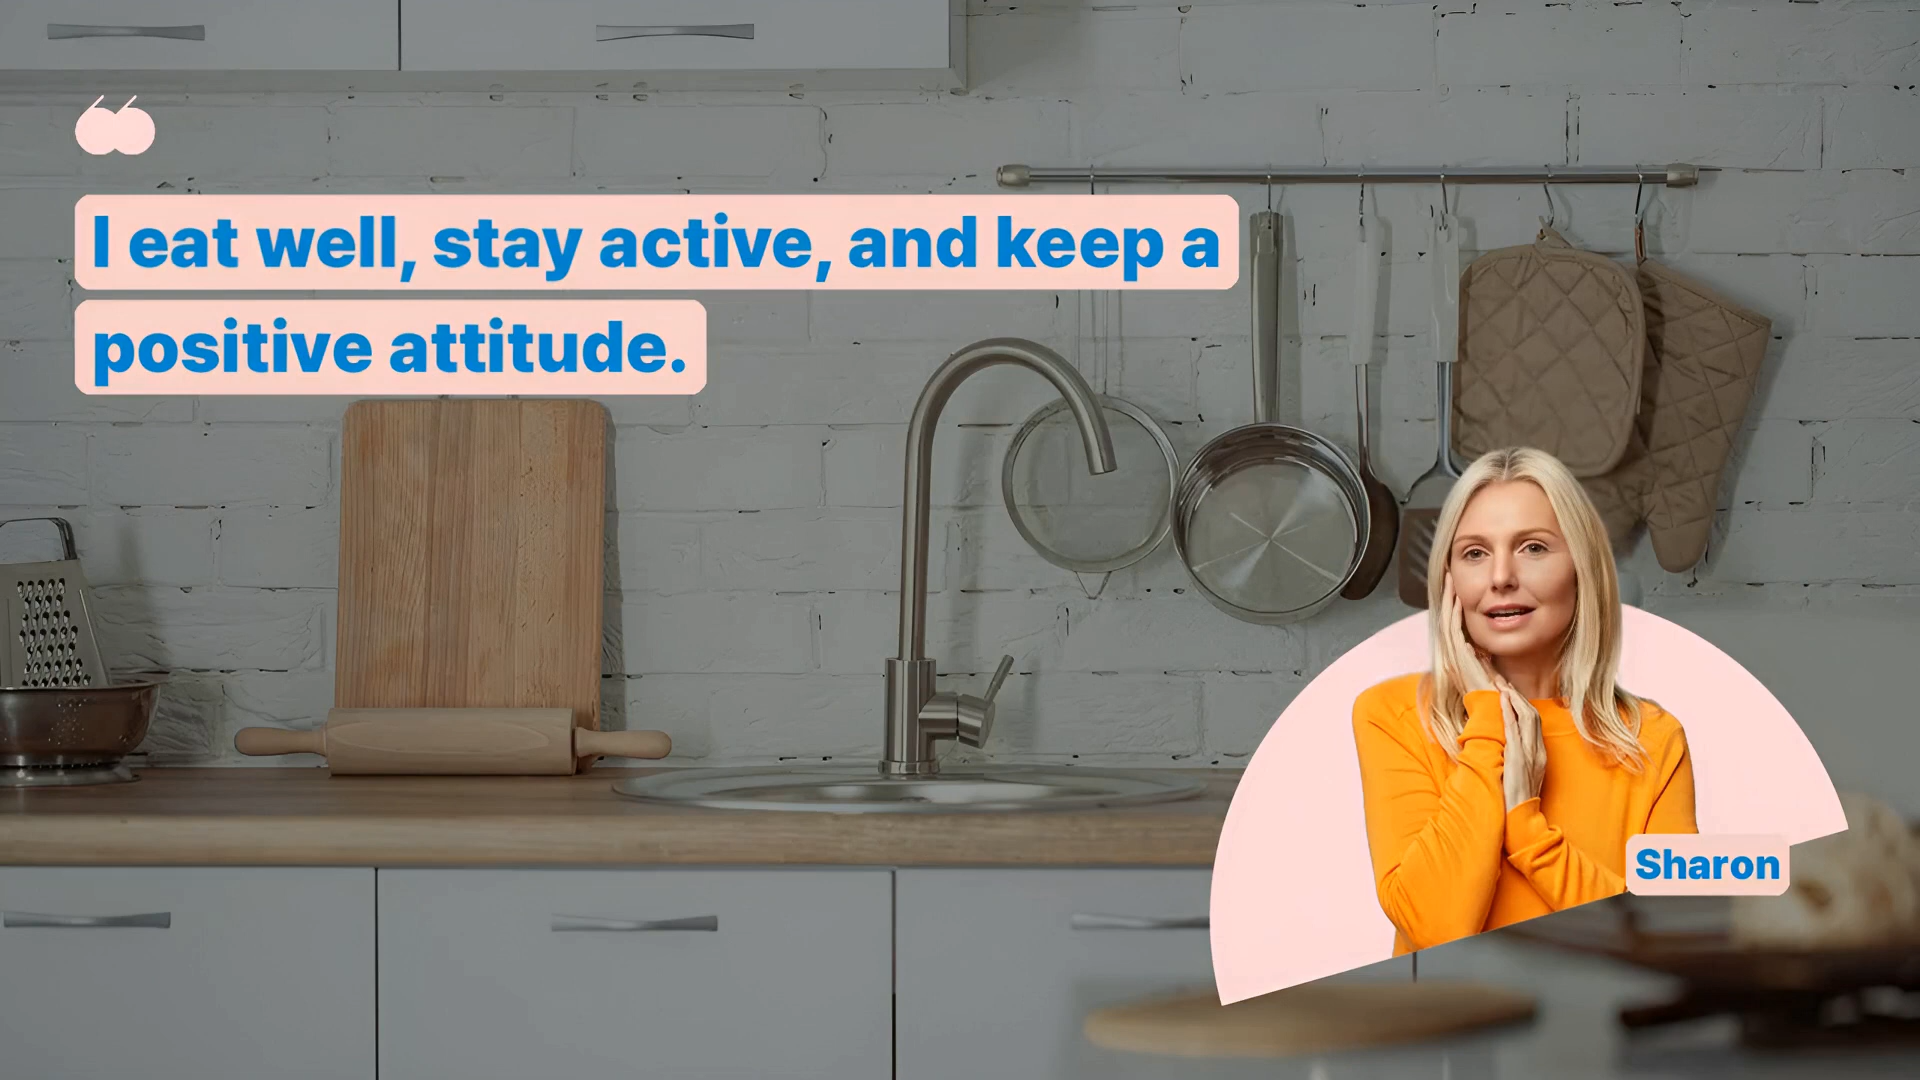 I eat well, stay active, and keep a
positive attitude.
Sharon